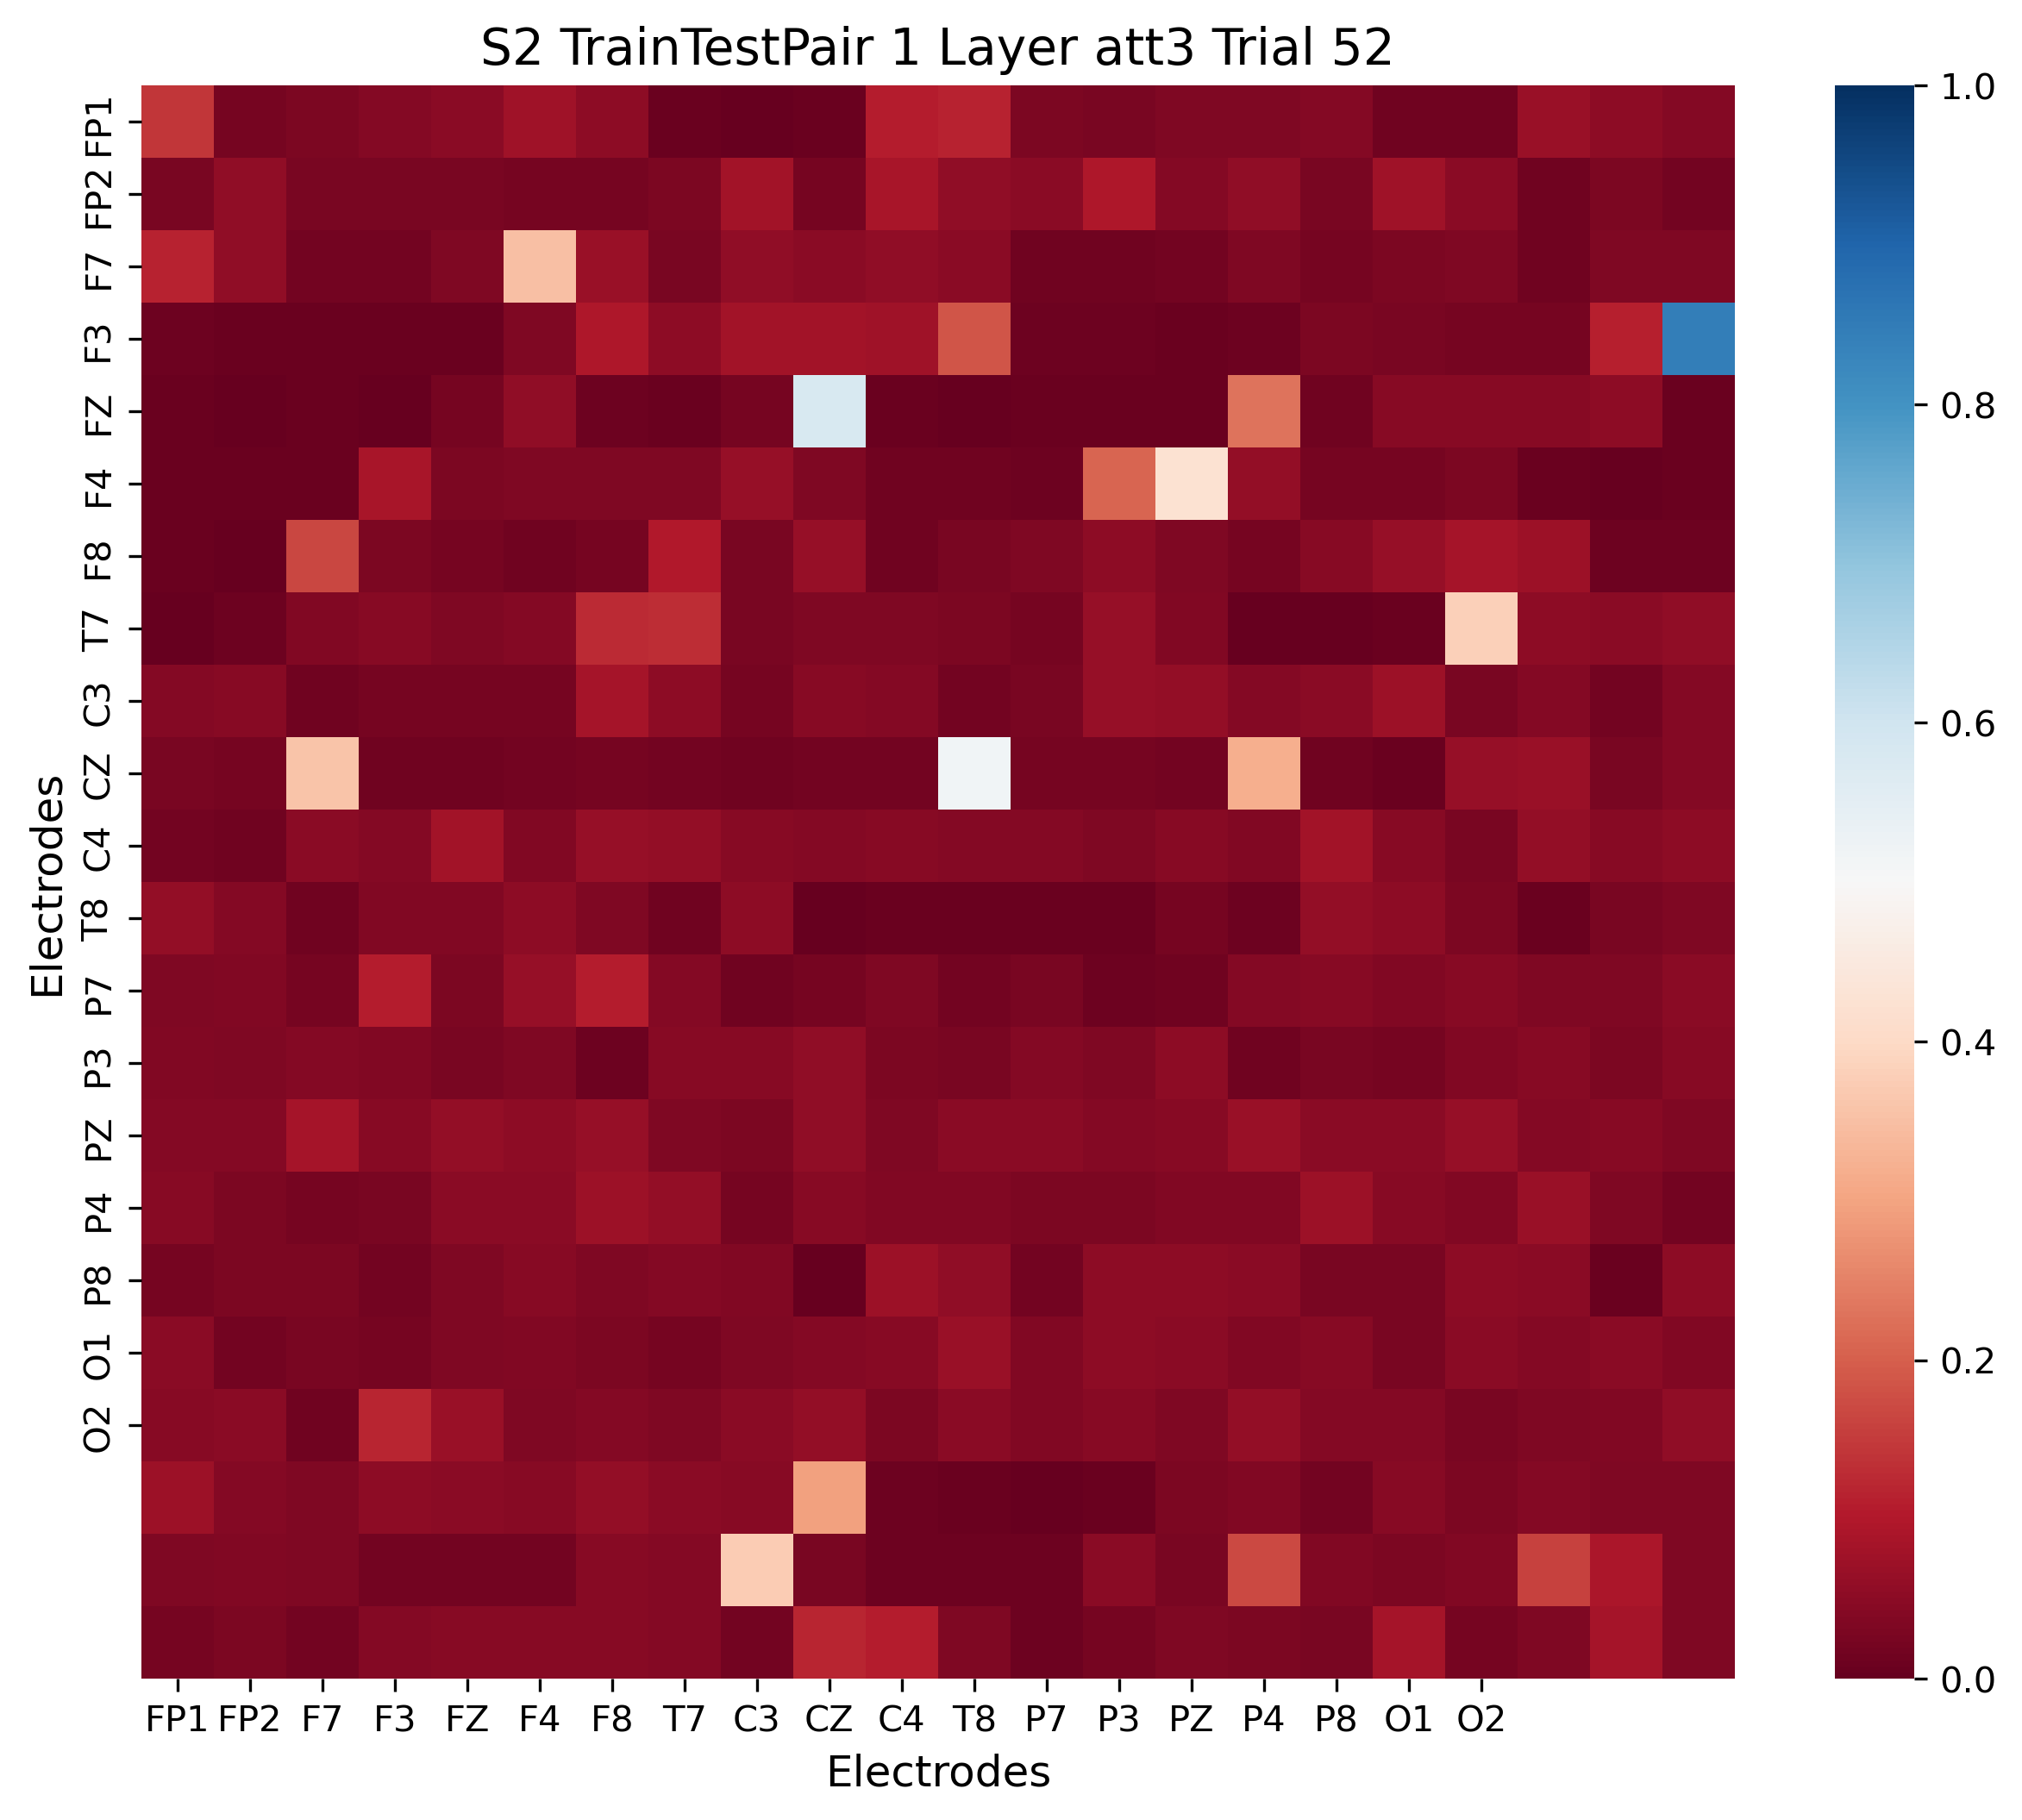 S2 TrainTestPair 1 Layer att3 Trial 52
Electrodes
FP1
FP2
F7
F3
FZ
F4
F8
T7
C3
CZ
C4
T8
P7
P3
PZ
P4
P8
O1
O2
FP1 FP2 F7 F3 FZ F4 F8 T7 C3 CZ C4 T8 P7 P3 PZ P4 P8 O1 O2
Electrodes
1.0
0.8
0.6
0.4
0.2
0.0